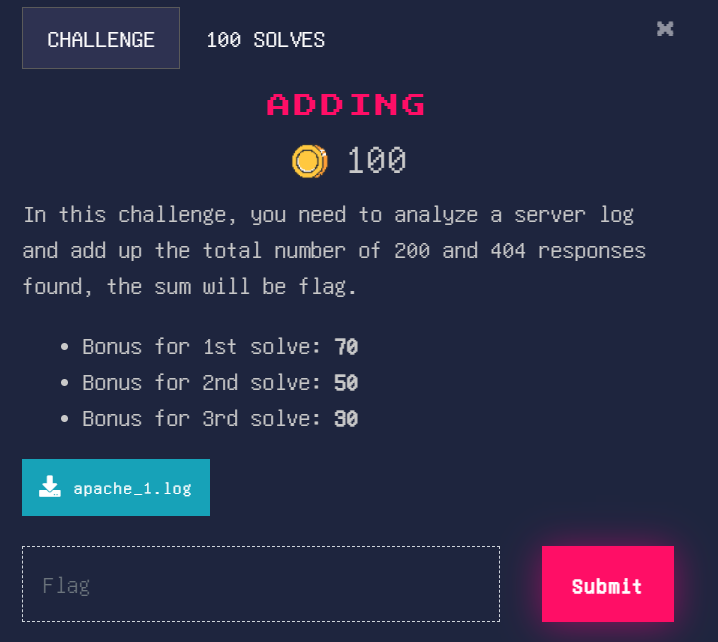 CHALLENGE 100 SOLVES
ADDING
100
In this challenge, you need to analyze a server log
and add up the total number of 200 and 404 responses
found, the sum will be flag.
• Bonus for 1st solve: 70
• Bonus for 2nd solve: 50
• Bonus for 3rd solve: 30
apache_1.log
Flag Submit